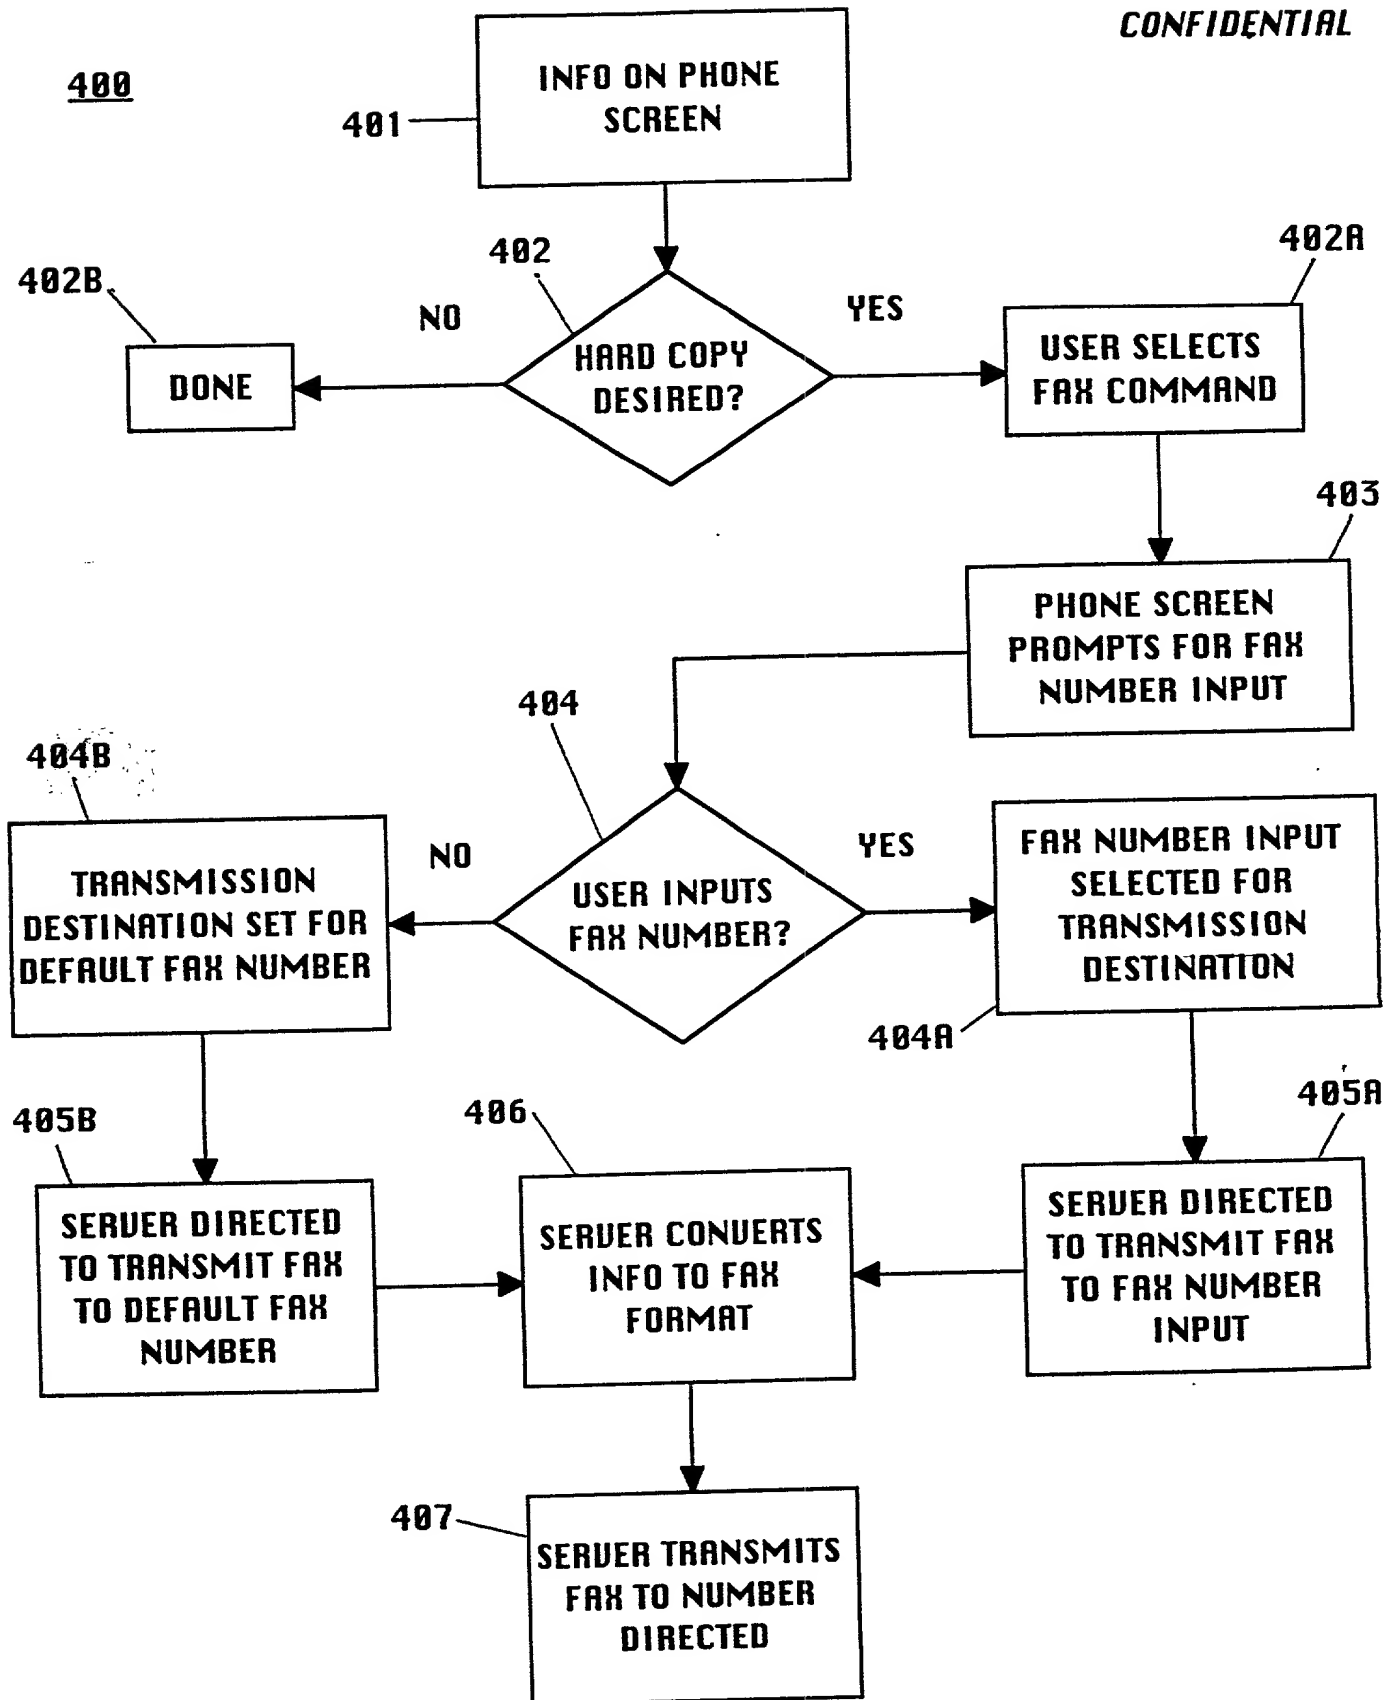 CONFIDENTIAL
400
INFO ON PHONE
SCREEN
401
402
402A
402B
NO
YES
HARD COPY
DESIRED?
DONE
USER SELECTS
FAX COMMAND
403
PHONE SCREEN
PROMPTS FOR FAX
NUMBER INPUT
404
404B
NO
YES
TRANSMISSION
DESTINATION SET FOR
DEFAULT FAX NUMBER
USER INPUTS
FAX NUMBER?
FAX NUMBER INPUT
SELECTED FOR
TRANSMISSION
DESTINATION
404A
405B
406
405A
SERVER DIRECTED
TO TRANSMIT FAX
TO DEFAULT FAX
NUMBER
SERVER CONVERTS
INFO TO FAX
FORMAT
SERVER DIRECTED
TO TRANSMIT FAX
TO FAX NUMBER
INPUT
407
SERVER TRANSMITS
FAX TO NUMBER
DIRECTED